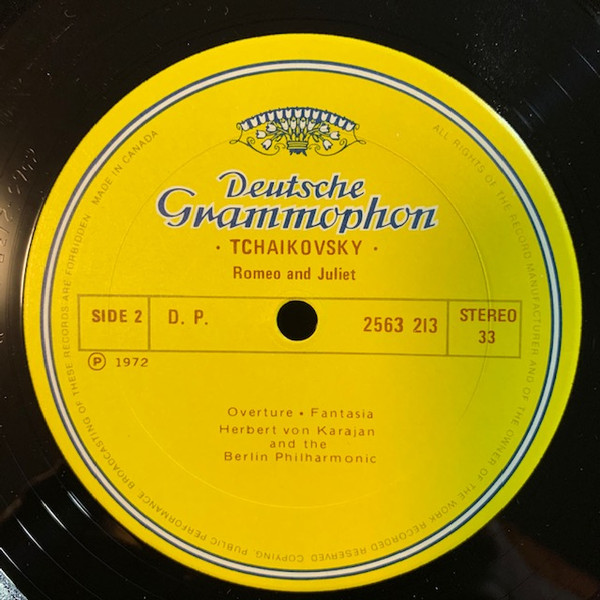 Deutsche
Grammophon
· TCHAIKOVSKY ·
Romeo and Juliet
SIDE 2
D. P.
2563 213
STEREO
33
Ⓟ 1972
Overture • Fantasia
Herbert von Karajan
and the
Berlin Philharmonic
ALL RIGHTS OF THE RECORD MANUFACTURER AND OF THE OWNER OF THE WORK RECORDED RESERVED. COPYING, PUBLIC PERFORMANCE BROADCASTING OF THESE RECORDS ARE FORBIDDEN MADE IN CANADA